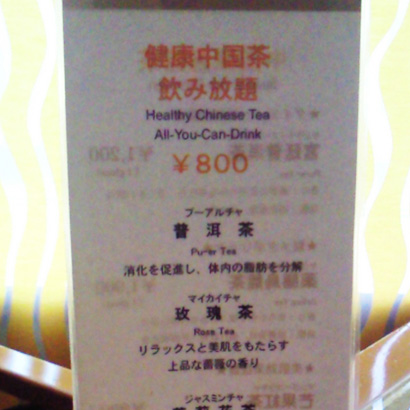 健康中国茶
飲み放題
Healthy Chinese Tea
All-You-Can-Drink
￥800
プーアルチャ
普洱茶
Pu-er Tea
消化を促進し、体内の脂肪を分解
マイカイチャ
玫瑰茶
Rose Tea
リラックスと美肌をもたらす
上品な薔薇の香り
ジャスミンチャ